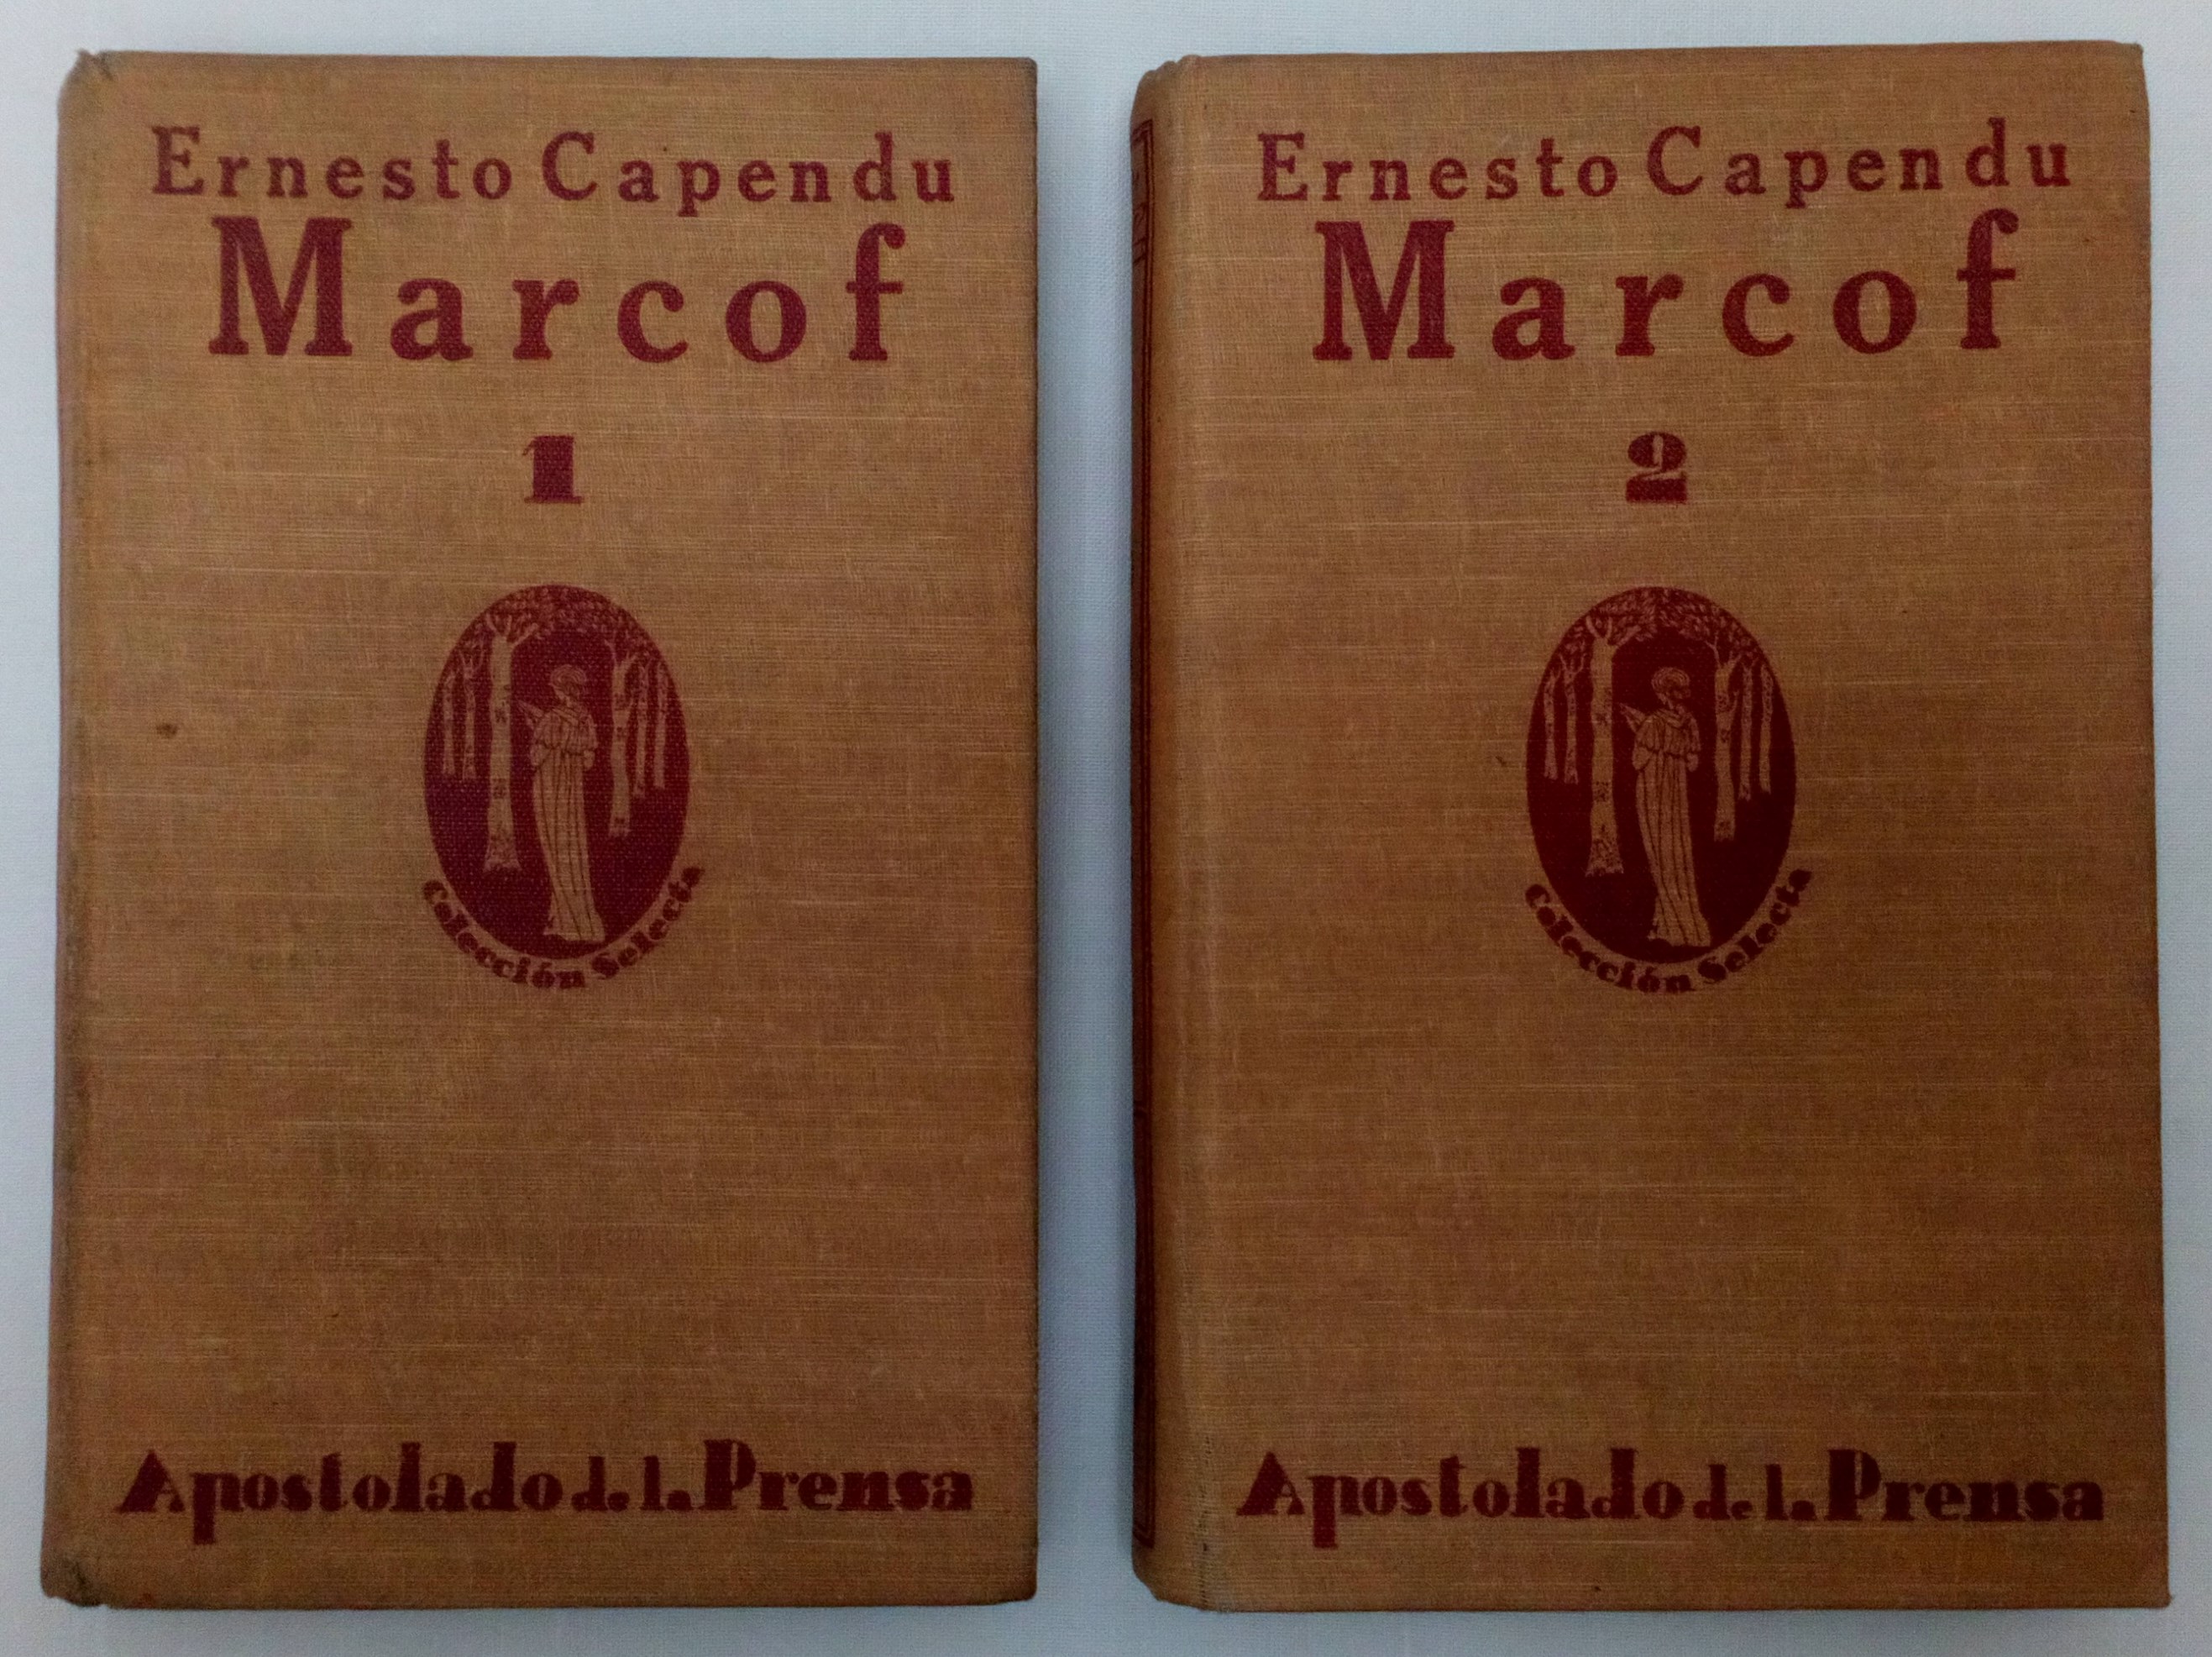 Ernesto Capendu
Marcof
1
Colección Selecta
Apostolado de la Prensa
Ernesto Capendu
Marcof
2
Colección Selecta
Apostolado de la Prensa